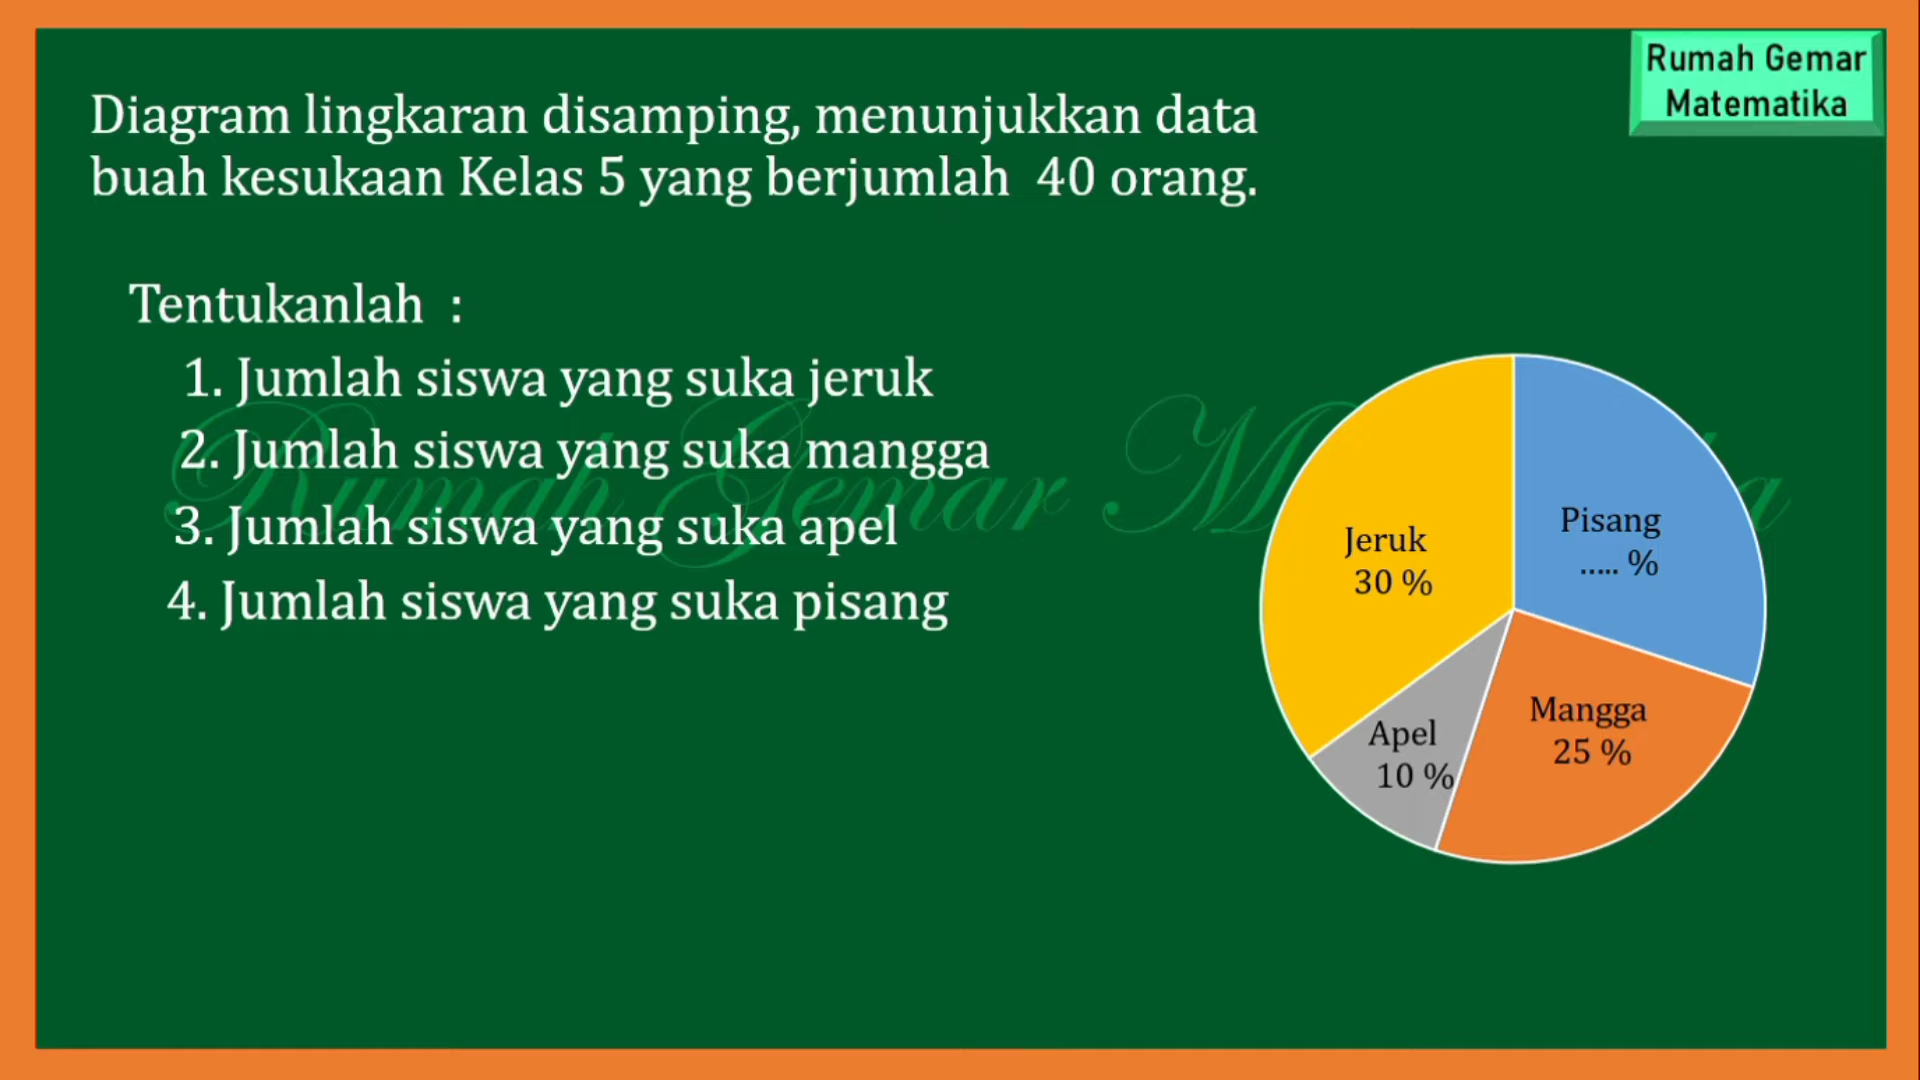 Rumah Gemar
Matematika
Diagram lingkaran disamping, menunjukkan data
buah kesukaan Kelas 5 yang berjumlah 40 orang.
Tentukanlah :
1. Jumlah siswa yang suka jeruk
2. Jumlah siswa yang suka mangga
3. Jumlah siswa yang suka apel
4. Jumlah siswa yang suka pisang
Jeruk
30 %
Pisang
..... %
Mangga
25 %
Apel
10 %
Rumah Gemar M
a